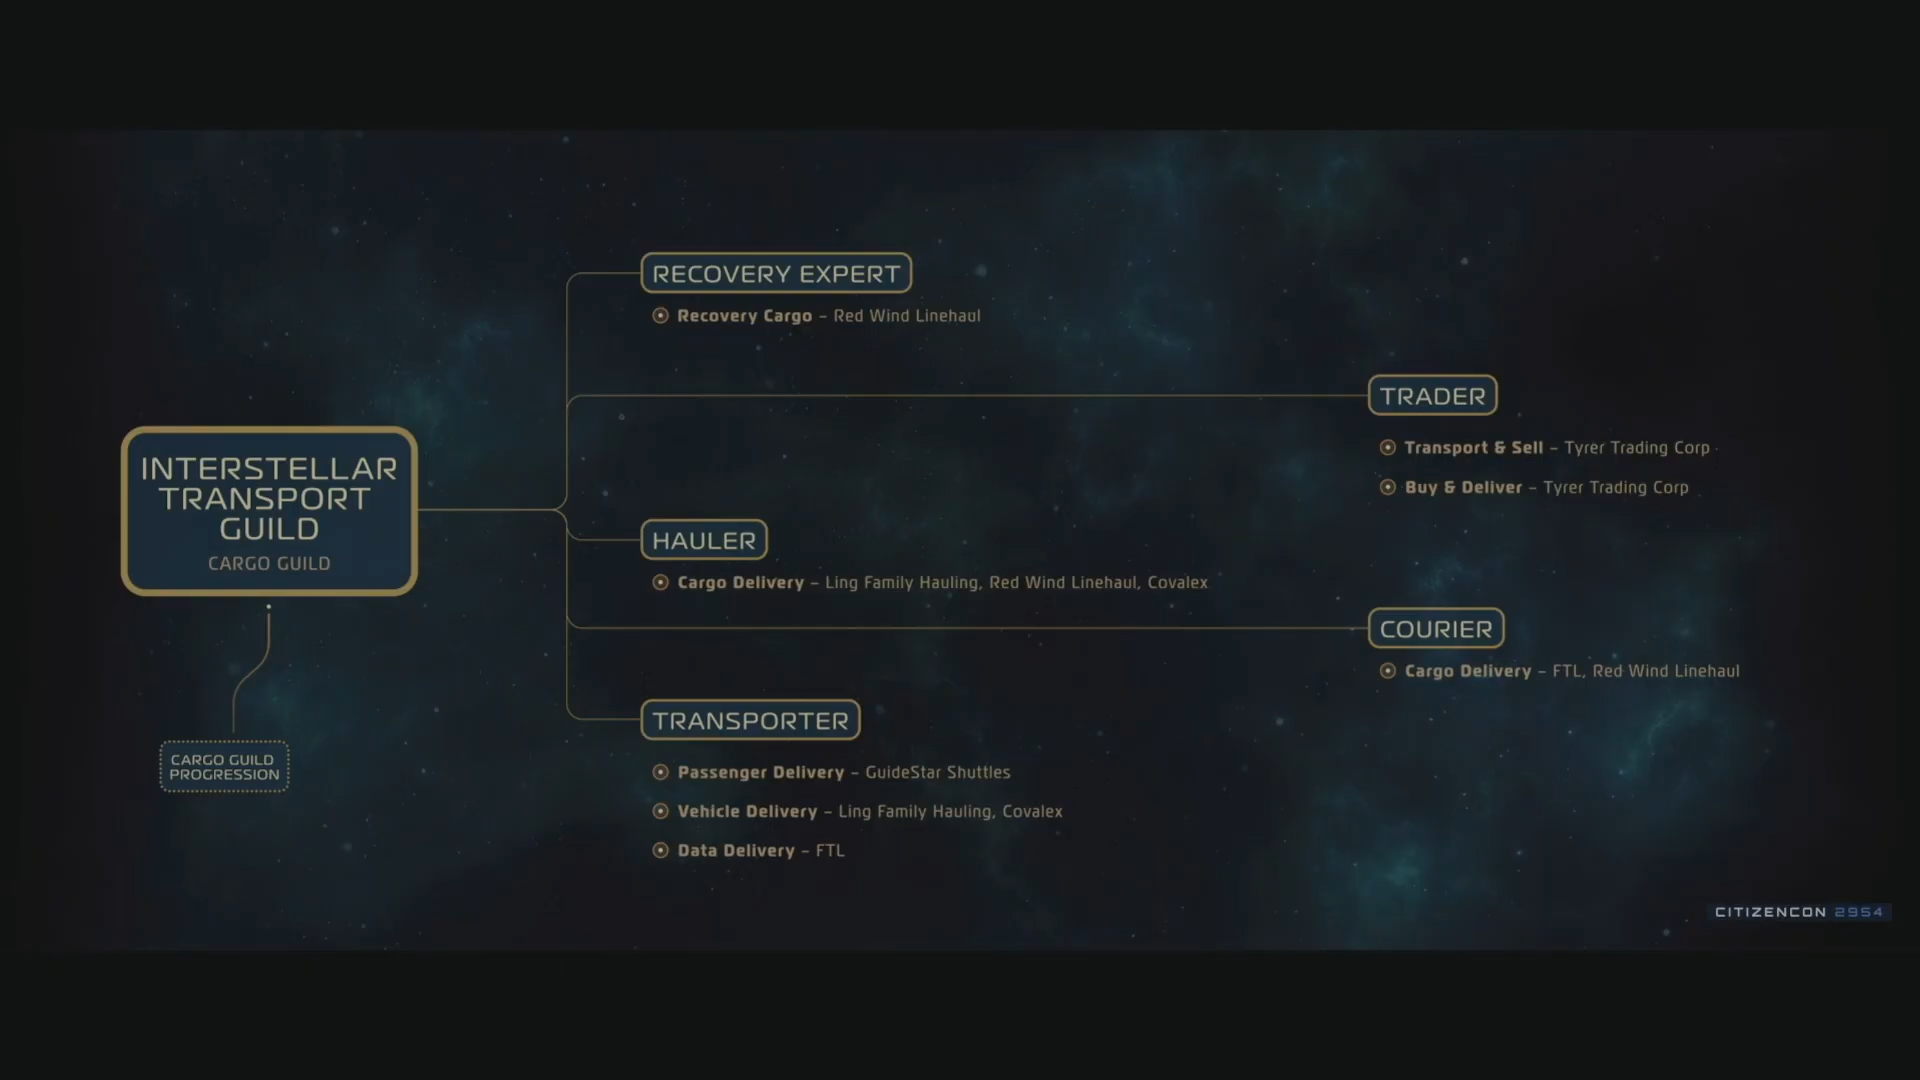 RECOVERY EXPERT
Recovery Cargo – Red Wind Linehaul
TRADER
Transport & Sell – Tyrer Trading Corp
Buy & Deliver – Tyrer Trading Corp
INTERSTELLAR
TRANSPORT
GUILD
CARGO GUILD
HAULER
Cargo Delivery – Ling Family Hauling, Red Wind Linehaul, Covalex
COURIER
Cargo Delivery – FTL, Red Wind Linehaul
TRANSPORTER
Passenger Delivery – GuideStar Shuttles
Vehicle Delivery – Ling Family Hauling, Covalex
Data Delivery – FTL
CARGO GUILD
PROGRESSION
CITIZENCON 2954